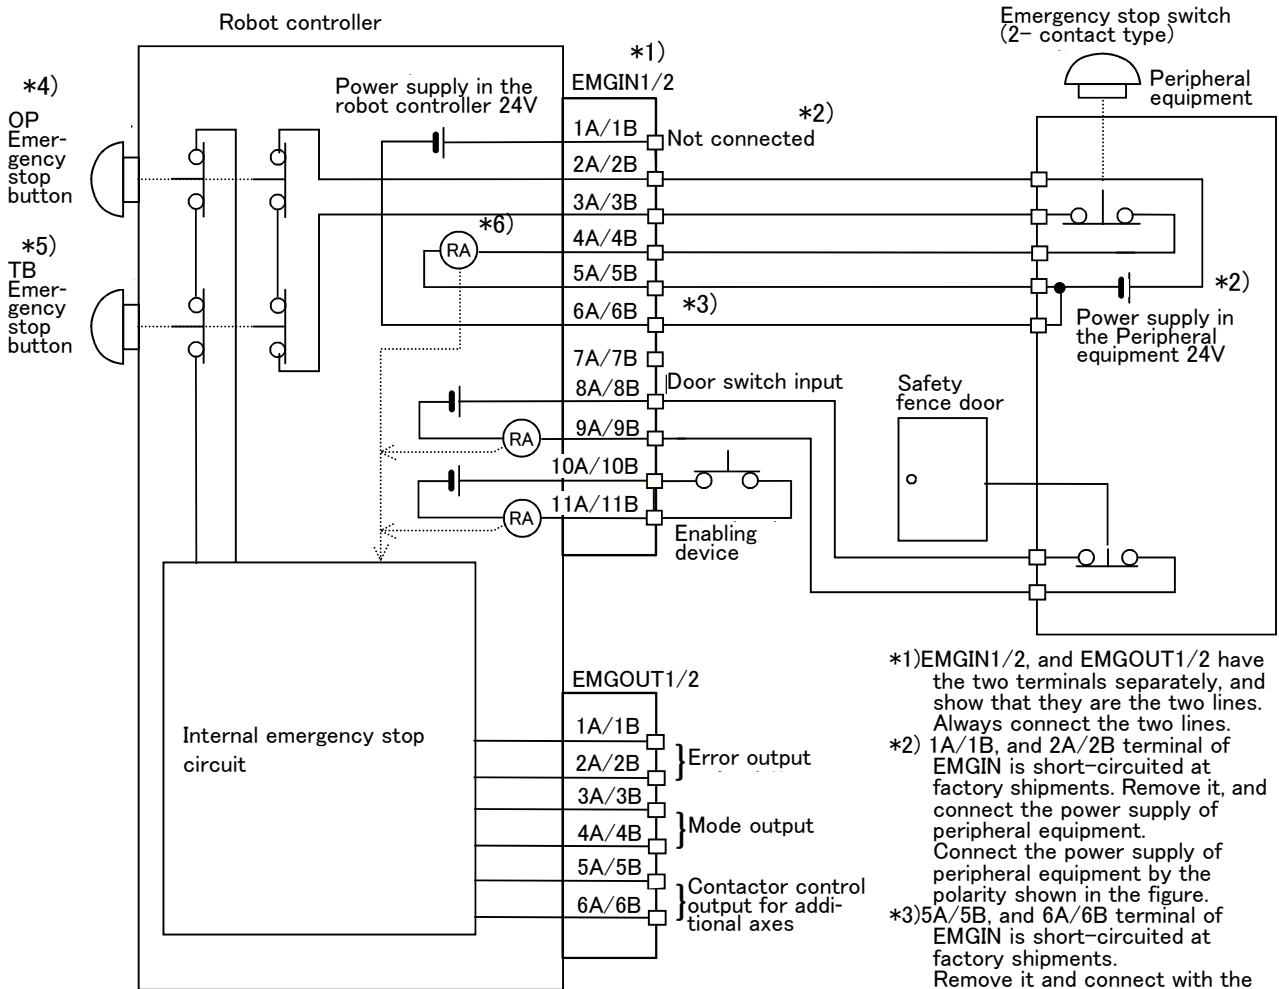 Robot controller
Emergency stop switch
(2- contact type)
Peripheral
equipment
*1)
EMGIN1/2
*4)
OP
Emer-
gency
stop
button
Power supply in the
robot controller 24V
*2)
1A/1B
Not connected
2A/2B
3A/3B
*6)
RA
4A/4B
*5)
TB
Emer-
gency
stop
button
5A/5B
*2)
6A/6B
*3)
Power supply in
the Peripheral
equipment 24V
7A/7B
8A/8B
Door switch input
Safety
fence door
RA
9A/9B
10A/10B
RA
11A/11B
Enabling
device
EMGOUT1/2
Internal emergency stop
circuit
1A/1B
2A/2B
Error output
3A/3B
4A/4B
Mode output
5A/5B
6A/6B
Contactor control
output for addi-
tional axes
*1)EMGIN1/2, and EMGOUT1/2 have
the two terminals separately, and
show that they are the two lines.
Always connect the two lines.
*2) 1A/1B, and 2A/2B terminal of
EMGIN is short-circuited at
factory shipments. Remove it, and
connect the power supply of
peripheral equipment.
Connect the power supply of
peripheral equipment by the
polarity shown in the figure.
*3)5A/5B, and 6A/6B terminal of
EMGIN is short-circuited at
factory shipments.
Remove it and connect with the